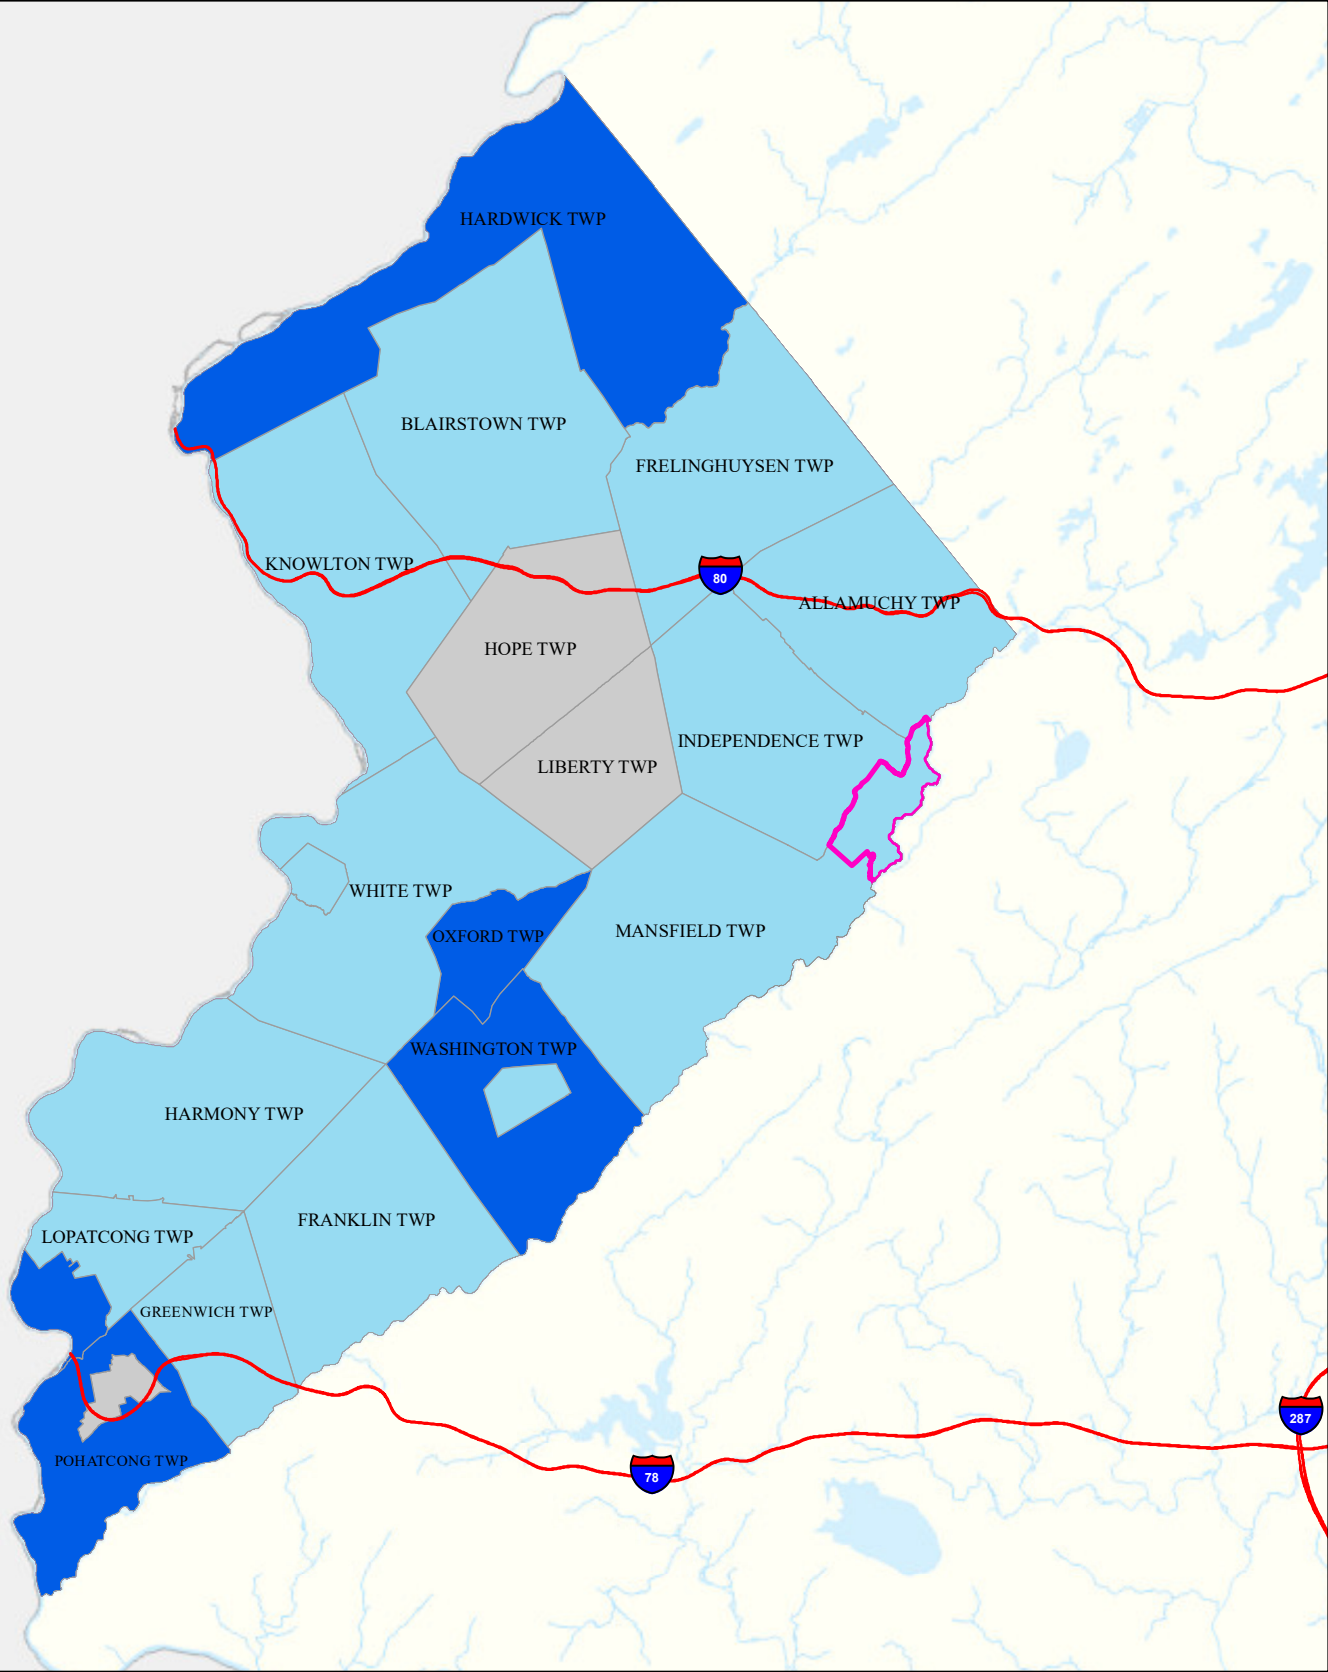 HARDWICK TWP
BLAIRSTOWN TWP
FRELINGHUYSEN TWP
KNOWLTON TWP
80
ALLAMUCHY TWP
HOPE TWP
INDEPENDENCE TWP
LIBERTY TWP
WHITE TWP
OXFORD TWP
MANSFIELD TWP
WASHINGTON TWP
HARMONY TWP
FRANKLIN TWP
LOPATCONG TWP
GREENWICH TWP
287
POHATCONG TWP
78